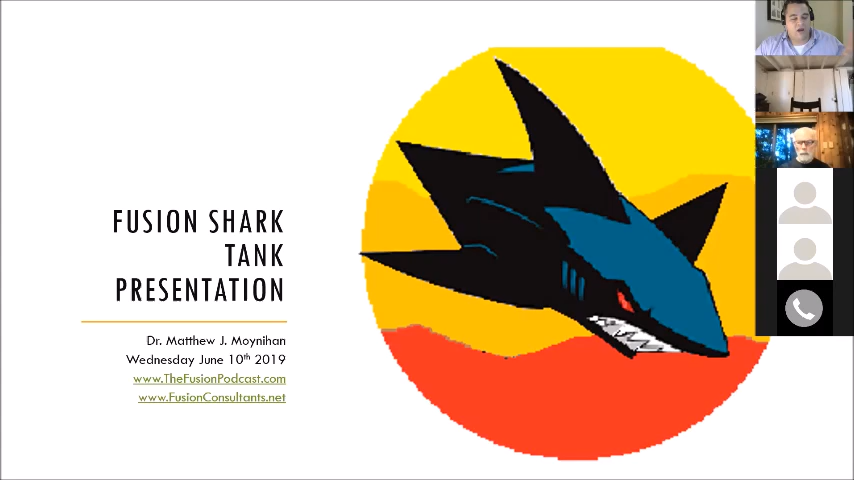 FUSION SHARK
TANK
PRESENTATION
Dr. Matthew J. Moynihan
Wednesday June 10th 2019
www.TheFusionPodcast.com
www.FusionConsultants.net